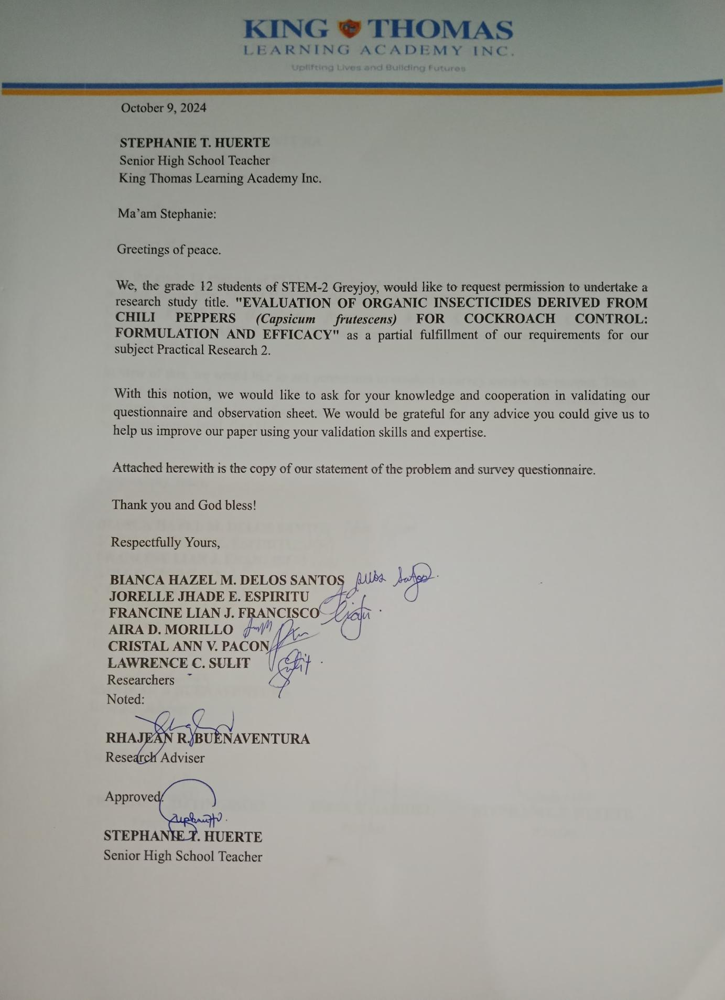 KING THOMAS
LEARNING ACADEMY INC.
Uplifting Lives and Building Futures
October 9, 2024
STEPHANIE T. HUERTE
Senior High School Teacher
King Thomas Learning Academy Inc.
Ma'am Stephanie:
Greetings of peace.
We, the grade 12 students of STEM-2 Greyjoy, would like to request permission to undertake a
research study title. "EVALUATION OF ORGANIC INSECTICIDES DERIVED FROM
CHILI PEPPERS (Capsicum frutescens) FOR COCKROACH CONTROL:
FORMULATION AND EFFICACY" as a partial fulfillment of our requirements for our
subject Practical Research 2.
With this notion, we would like to ask for your knowledge and cooperation in validating our
questionnaire and observation sheet. We would be grateful for any advice you could give us to
help us improve our paper using your validation skills and expertise.
Attached herewith is the copy of our statement of the problem and survey questionnaire.
Thank you and God bless!
Respectfully Yours,
BIANCA HAZEL M. DELOS SANTOS
JORELLE JHADE E. ESPIRITU
FRANCINE LIAN J. FRANCISCO
AIRA D. MORILLO
CRISTAL ANN V. PACON
LAWRENCE C. SULIT
Researchers
Noted:
RHAJEAN R. BUENAVENTURA
Research Adviser
Approved:
STEPHANIE T. HUERTE
Senior High School Teacher